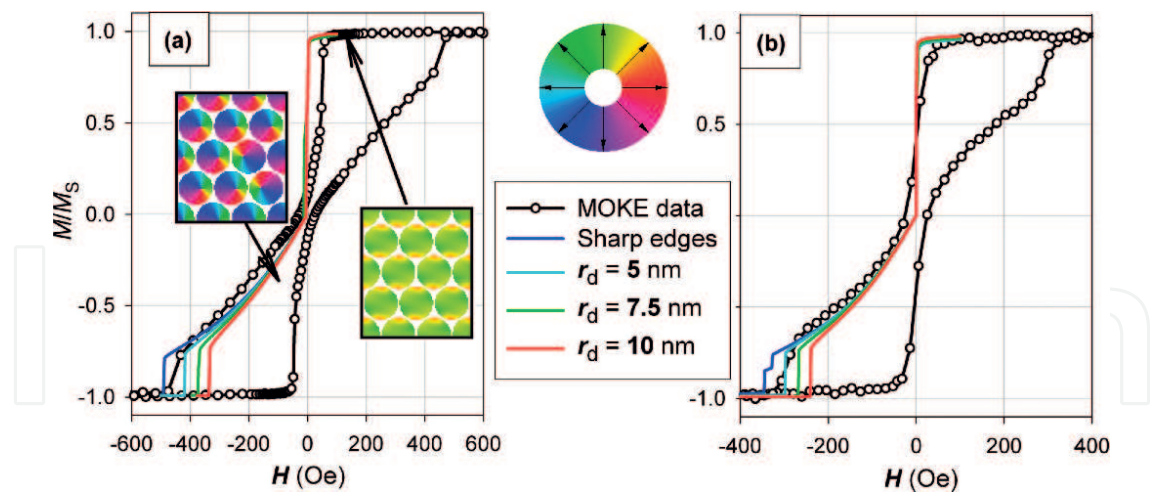 (a)
1.0
0.5
0.0
-0.5
-1.0
M/MS
-600 -400 -200 0 200 400 600
H (Oe)
MOKE data
Sharp edges
rd = 5 nm
rd = 7.5 nm
rd = 10 nm
(b)
1.0
0.5
-1.0
-400 -200 0 200 400
H (Oe)